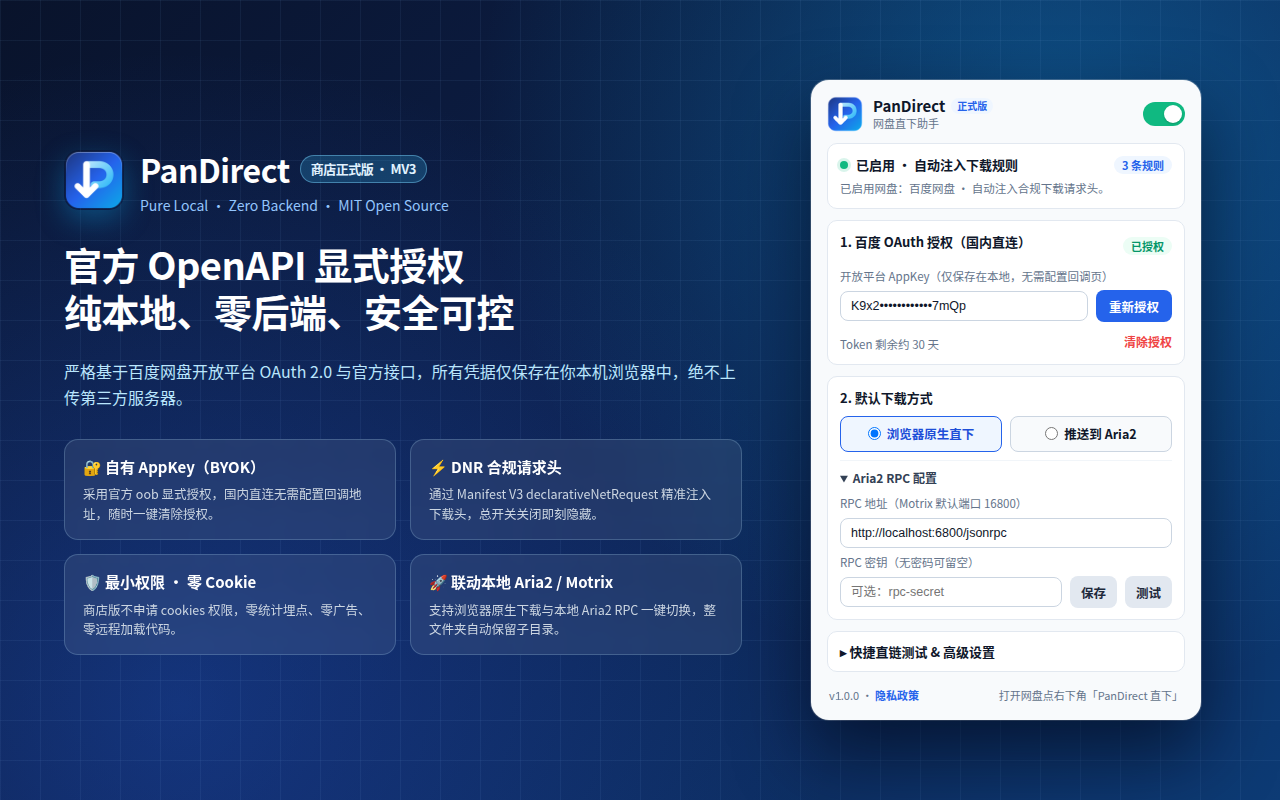 PanDirect
商店正式版 · MV3
Pure Local · Zero Backend · MIT Open Source
官方 OpenAPI 显式授权
纯本地、零后端、安全可控
严格基于百度网盘开放平台 OAuth 2.0 与官方接口，所有凭据仅保存在你本机浏览器中，绝不上
传第三方服务器。
🔐 自有 AppKey（BYOK）
采用官方 oob 显式授权，国内直连无需配置回调地
址，随时一键清除授权。
⚡ DNR 合规请求头
通过 Manifest V3 declarativeNetRequest 精准注入
下载头，总开关关闭即刻隐藏。
🛡️ 最小权限 · 零 Cookie
商店版不申请 cookies 权限，零统计埋点、零广告、
零远程加载代码。
🚀 联动本地 Aria2 / Motrix
支持浏览器原生下载与本地 Aria2 RPC 一键切换，整
文件夹自动保留子目录。
PanDirect 正式版
网盘直下助手
已启用 · 自动注入下载规则
3 条规则
已启用网盘：百度网盘 · 自动注入合规下载请求头。
1. 百度 OAuth 授权（国内直连）
已授权
开放平台 AppKey（仅保存在本地，无需配置回调页）
K9x2••••••••••••7mQp
重新授权
Token 剩余约 30 天
清除授权
2. 默认下载方式
浏览器原生直下
推送到 Aria2
▼ Aria2 RPC 配置
RPC 地址（Motrix 默认端口 16800）
http://localhost:6800/jsonrpc
RPC 密钥（无密码可留空）
可选：rpc-secret
保存
测试
▸ 快捷直链测试 & 高级设置
v1.0.0 · 隐私政策
打开网盘点右下角「PanDirect 直下」